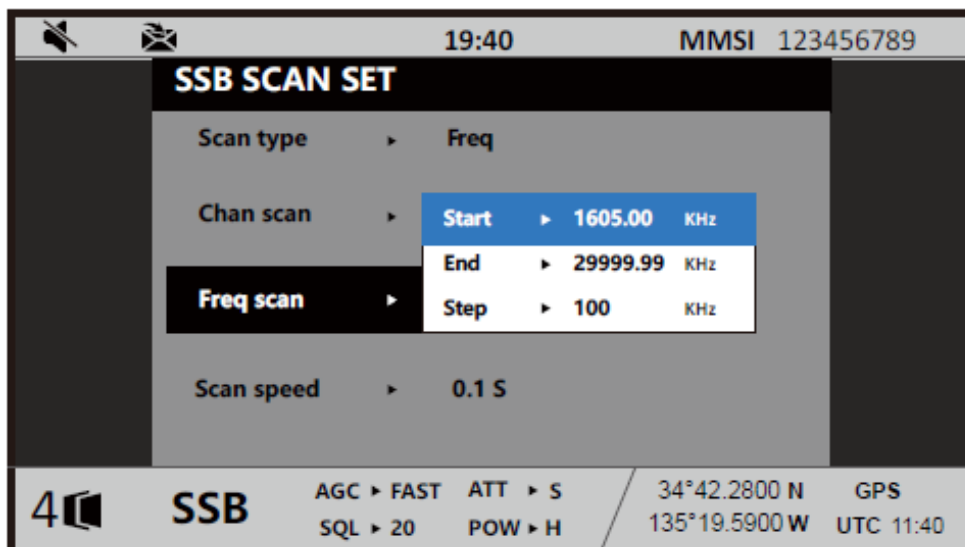 19:40 MMSI 123456789
SSB SCAN SET
Scan type ▸ Freq
Chan scan ▸
Start ▸ 1605.00 KHz
End ▸ 29999.99 KHz
Freq scan ▸
Step ▸ 100 KHz
Scan speed ▸ 0.1 S
4 SSB
AGC ▸ FAST ATT ▸ S
SQL ▸ 20 POW ▸ H
34°42.2800 N GPS
135°19.5900 W UTC 11:40